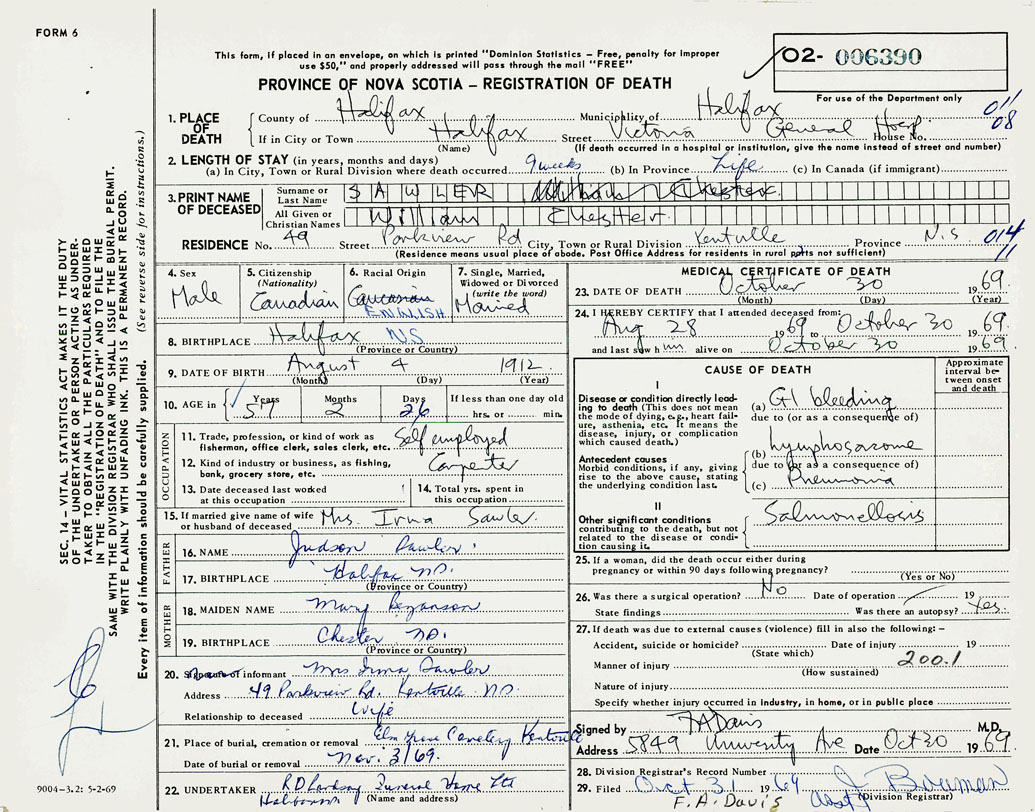 FORM 6
This form, if placed in an envelope, on which is printed "Dominion Statistics – Free, penalty for improper
use $50," and properly addressed will pass through the mail "FREE"
PROVINCE OF NOVA SCOTIA – REGISTRATION OF DEATH
O2- 006390
For use of the Department only
011/08
1. PLACE OF DEATH
County of Halifax Municipality of Halifax
If in City or Town Halifax Street Victoria General Hosp. House No.
(Name) (If death occurred in a hospital or institution, give the name instead of street and number)
2. LENGTH OF STAY (in years, months and days)
(a) In City, Town or Rural Division where death occurred 9 weeks (b) In Province Life (c) In Canada (if immigrant)
3. PRINT NAME OF DECEASED
Surname or Last Name SAWLER
All Given or Christian Names William Chester
RESIDENCE No. 49 Street Parkview Rd City, Town or Rural Division Kentville Province N.S 014/11
(Residence means usual place of abode. Post Office Address for residents in rural parts not sufficient)
4. Sex Male
5. Citizenship (Nationality) Canadian
6. Racial Origin Caucasian ENGLISH
7. Single, Married, Widowed or Divorced (write the word) Married
8. BIRTHPLACE Halifax NS
(Province or Country)
9. DATE OF BIRTH August 4 1912
(Month) (Day) (Year)
10. AGE in Years 57 Months 2 Days 26 If less than one day old hrs. or min.
OCCUPATION
11. Trade, profession, or kind of work as fisherman, office clerk, sales clerk, etc. Self employed
12. Kind of industry or business, as fishing, bank, grocery store, etc. Carpenter
13. Date deceased last worked at this occupation
14. Total yrs. spent in this occupation
15. If married give name of wife or husband of deceased Mrs. Irma Sawler
FATHER
16. NAME Judson Sawler
17. BIRTHPLACE Halifax N.S.
(Province or Country)
MOTHER
18. MAIDEN NAME Mary Bezanson
19. BIRTHPLACE Chester N.S.
(Province or Country)
20. Signature of informant Mrs Irma Sawler
Address 49 Parkview Rd. Kentville N.S.
Relationship to deceased Wife
21. Place of burial, cremation or removal Elm Grove Cemetery Kentville
Date of burial or removal Nov. 3/69.
22. UNDERTAKER Funeral Home Ltd
(Name and address)
MEDICAL CERTIFICATE OF DEATH
23. DATE OF DEATH October 30 1969.
(Month) (Day) (Year)
24. I HEREBY CERTIFY that I attended deceased from:
Aug 28 1969 to October 30 1969.
and last saw him alive on October 30 1969.
CAUSE OF DEATH
Approximate interval between onset and death
I
Disease or condition directly leading to death (This does not mean the mode of dying, e.g., heart failure, asthenia, etc. It means the disease, injury, or complication which caused death.)
(a) GI bleeding
due to (or as a consequence of)
Antecedent causes
Morbid conditions, if any, giving rise to the above cause, stating the underlying condition last.
(b) lymphosarcoma
due to (or as a consequence of)
(c) Pneumonia
II
Other significant conditions contributing to the death, but not related to the disease or condition causing it.
Salmonellosis
25. If a woman, did the death occur either during pregnancy or within 90 days following pregnancy?
(Yes or No)
26. Was there a surgical operation? No Date of operation 19
State findings Was there an autopsy? Yes
27. If death was due to external causes (violence) fill in also the following: –
Accident, suicide or homicide? Date of injury 19
(State which)
Manner of injury 200.1
(How sustained)
Nature of injury
Specify whether injury occurred in industry, in home, or in public place
Signed by F A Davis M.D.
Address 5849 University Ave Date Oct 30 1969.
28. Division Registrar's Record Number
29. Filed Oct 31 1969 J. Bowman
(Division Registrar)
F. A. Davis
SEC. 14 – VITAL STATISTICS ACT MAKES IT THE DUTY
OF THE UNDERTAKER OR PERSON ACTING AS UNDER-
TAKER TO OBTAIN ALL THE PARTICULARS REQUIRED
IN THE "REGISTRATION OF DEATH" AND TO FILE THE
SAME WITH THE DIVISION REGISTRAR WHO SHALL ISSUE THE BURIAL PERMIT.
WRITE PLAINLY WITH UNFADING INK. THIS IS A PERMANENT RECORD.
Every item of information should be carefully supplied. (See reverse side for instructions.)
9004-3.2: 5-2-69